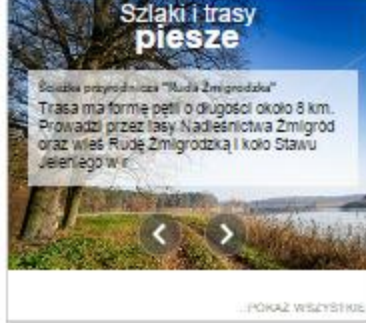 Szlaki i trasy
piesze
Ścieżka przyrodnicza "Ruda Żmigrodzka"
Trasa ma formę pętli o długości około 8 km.
Prowadzi przez lasy Nadleśnictwa Żmigród
oraz wieś Rudę Żmigrodzką i koło Stawu
Jeleniego w r
...POKAŻ WSZYSTKIE